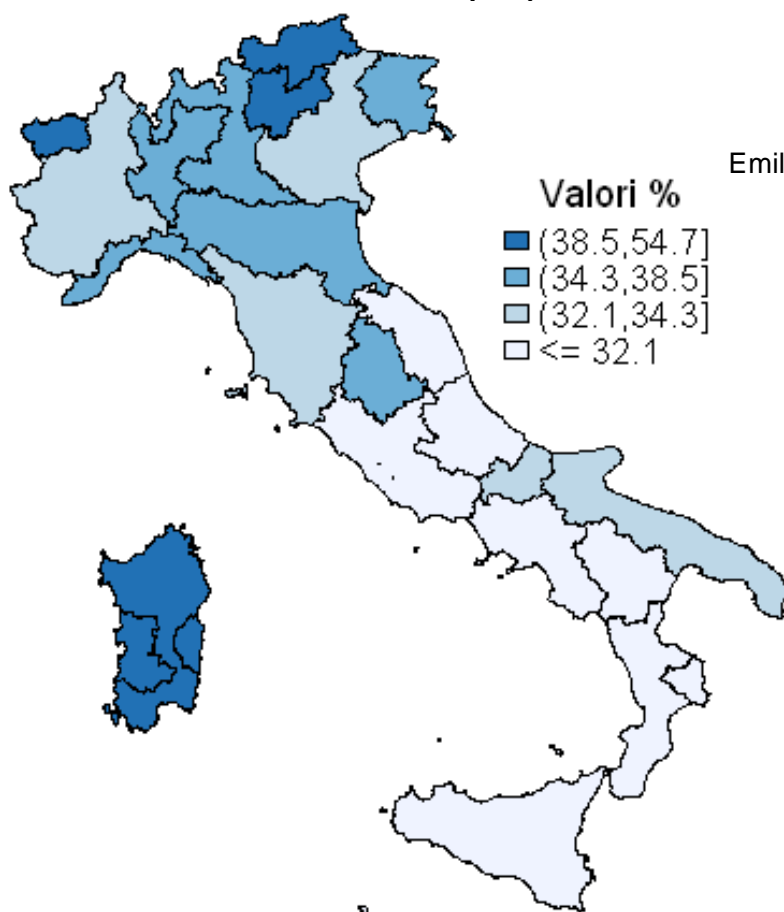 Emil
Valori %
(38.5,54.7]
(34.3,38.5]
(32.1,34.3]
<= 32.1